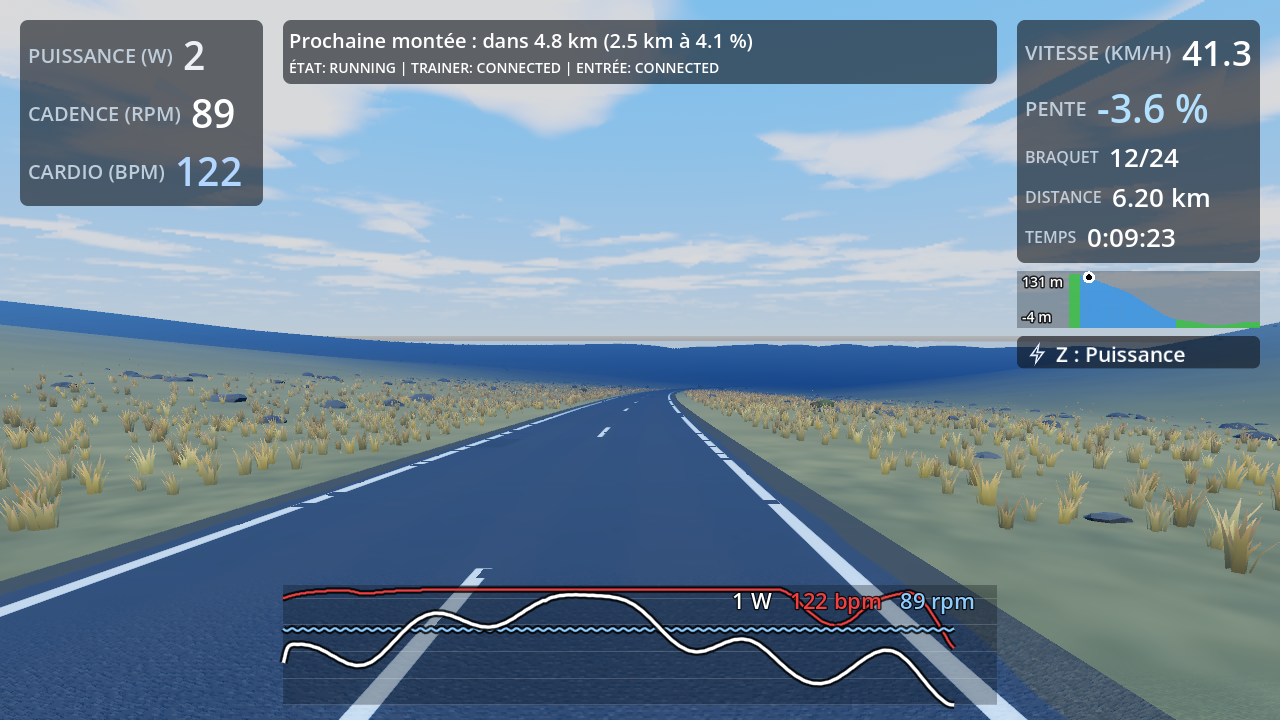 PUISSANCE (W) 2
CADENCE (RPM) 89
CARDIO (BPM) 122
Prochaine montée : dans 4.8 km (2.5 km à 4.1 %)
ÉTAT: RUNNING | TRAINER: CONNECTED | ENTRÉE: CONNECTED
VITESSE (KM/H) 41.3
PENTE -3.6 %
BRAQUET 12/24
DISTANCE 6.20 km
TEMPS 0:09:23
131 m
-4 m
Z : Puissance
1 W 122 bpm 89 rpm